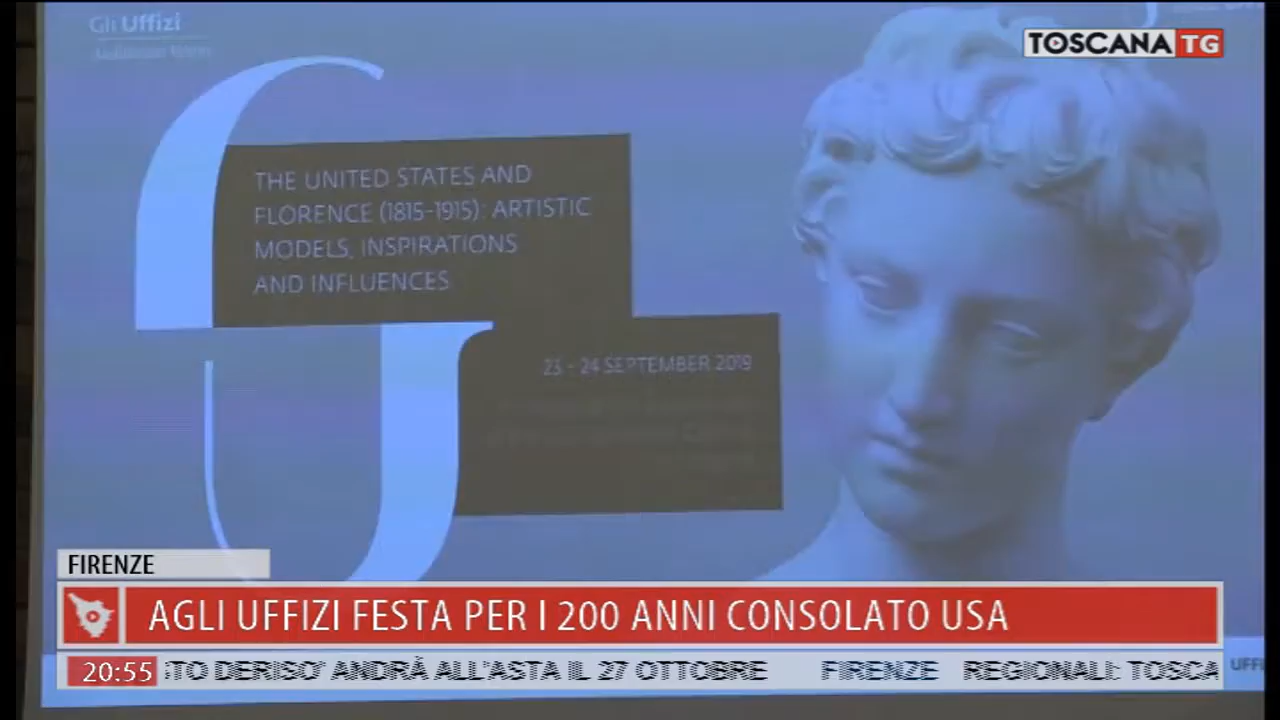 Gli Uffizi
TOSCANA TG
THE UNITED STATES AND
FLORENCE (1815-1915): ARTISTIC
MODELS, INSPIRATIONS
AND INFLUENCES
23 - 24 SEPTEMBER 2019
FIRENZE
AGLI UFFIZI FESTA PER I 200 ANNI CONSOLATO USA
20:55 TO DERISO' ANDRÀ ALL'ASTA IL 27 OTTOBRE FIRENZE REGIONALI: TOSCA